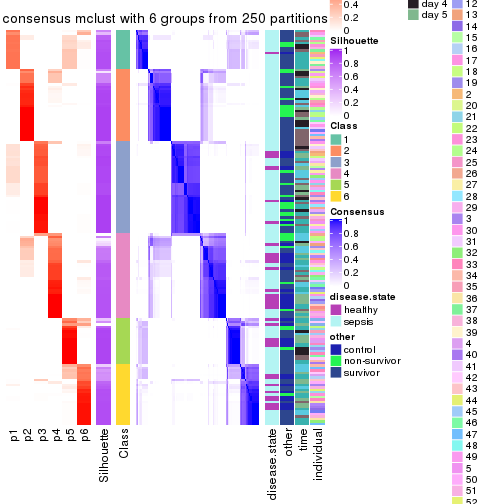 consensus mclust with 6 groups from 250 partitions
p1
p2
p3
p4
p5
p6
Silhouette
Class
disease.state
other
time
individual
0.4
0.2
0
Silhouette
1
0.8
0.6
0.4
0.2
0
Class
1
2
3
4
5
6
Consensus
1
0.8
0.6
0.4
0.2
0
disease.state
healthy
sepsis
other
control
non-survivor
survivor
day 4
day 5
12
13
14
15
16
17
18
19
2
20
21
22
23
24
25
26
27
28
29
3
30
31
32
33
34
35
36
37
38
39
4
40
41
42
43
44
45
46
47
48
49
5
50
51
52